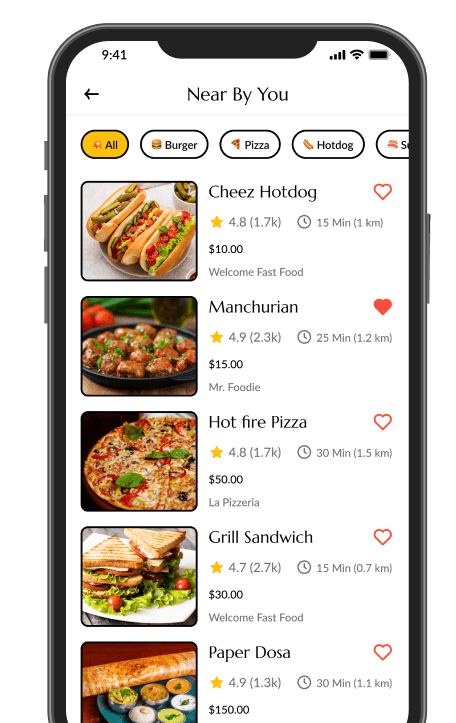 9:41
Near By You
All
Burger
Pizza
Hotdog
Cheez Hotdog
4.8 (1.7k) 15 Min (1 km)
$10.00
Welcome Fast Food
Manchurian
4.9 (2.3k) 25 Min (1.2 km)
$15.00
Mr. Foodie
Hot fire Pizza
4.8 (1.7k) 30 Min (1.5 km)
$50.00
La Pizzeria
Grill Sandwich
4.7 (2.7k) 15 Min (0.7 km)
$30.00
Welcome Fast Food
Paper Dosa
4.9 (1.3k) 30 Min (1.1 km)
$150.00